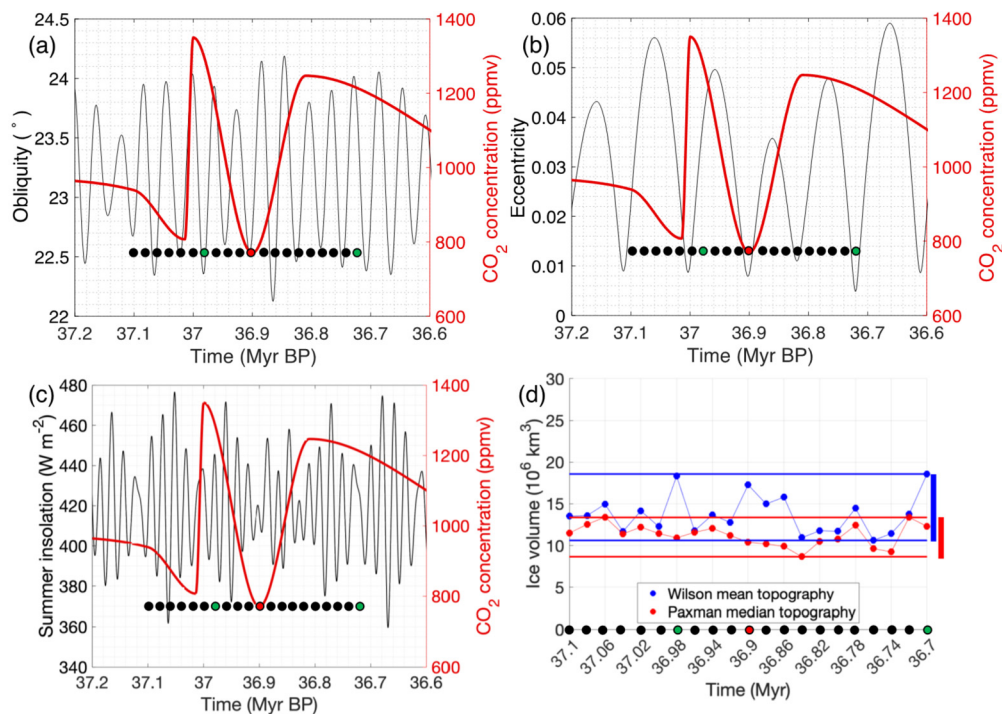 (a)
24.5
24
23.5
23
22.5
22
Obliquity (°)
1400
1200
1000
800
600
CO2 concentration (ppmv)
37.2 37.1 37 36.9 36.8 36.7 36.6
Time (Myr BP)
(b)
0.06
0.05
0.04
0.03
0.02
0.01
0
Eccentricity
1400
1200
1000
800
600
CO2 concentration (ppmv)
37.2 37.1 37 36.9 36.8 36.7 36.6
Time (Myr BP)
(c)
480
460
440
420
400
380
360
340
Summer insolation (W m-2)
1400
1200
1000
800
600
CO2 concentration (ppmv)
37.2 37.1 37 36.9 36.8 36.7 36.6
Time (Myr BP)
(d)
30
25
20
15
10
5
0
Ice volume (10^6 km^3)
Wilson mean topography
Paxman median topography
37.1 37.06 37.02 36.98 36.94 36.9 36.86 36.82 36.78 36.74 36.7
Time (Myr)